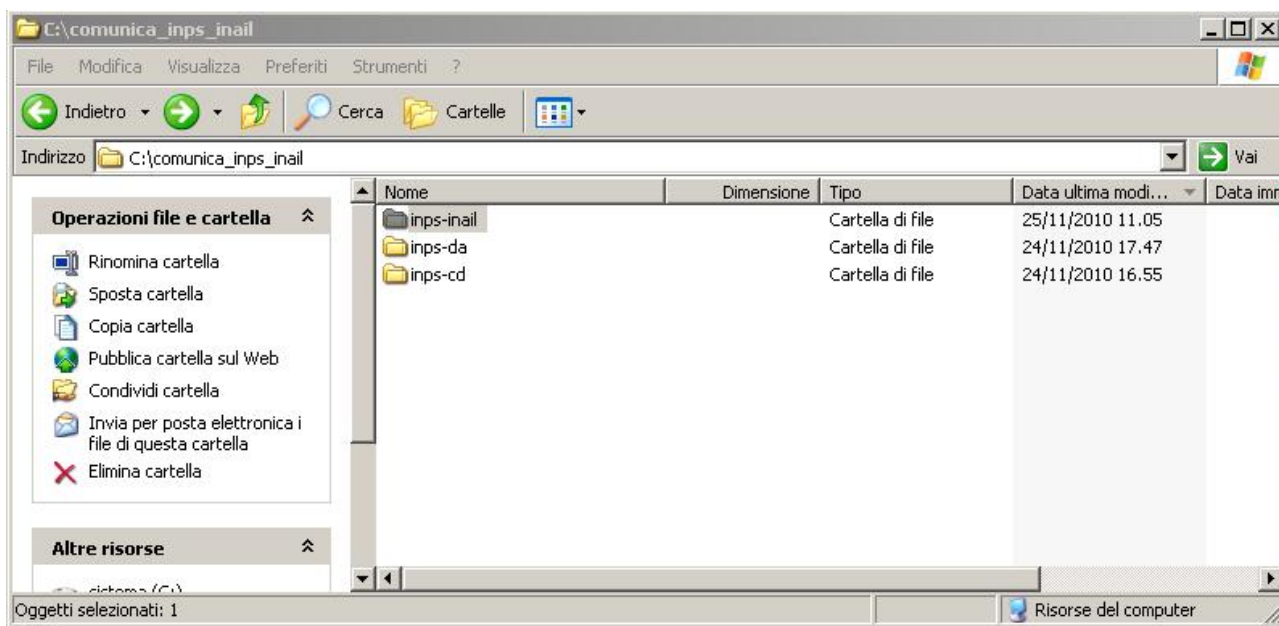 C:\comunica_inps_inail
File Modifica Visualizza Preferiti Strumenti ?
Indietro Cerca Cartelle
Indirizzo C:\comunica_inps_inail Vai
Nome Dimensione Tipo Data ultima modi... Data imm
Operazioni file e cartella
Rinomina cartella
Sposta cartella
Copia cartella
Pubblica cartella sul Web
Condividi cartella
Invia per posta elettronica i
file di questa cartella
Elimina cartella
Altre risorse
sistema (C:)
inps-inail Cartella di file 25/11/2010 11.05
inps-da Cartella di file 24/11/2010 17.47
inps-cd Cartella di file 24/11/2010 16.55
Oggetti selezionati: 1 Risorse del computer